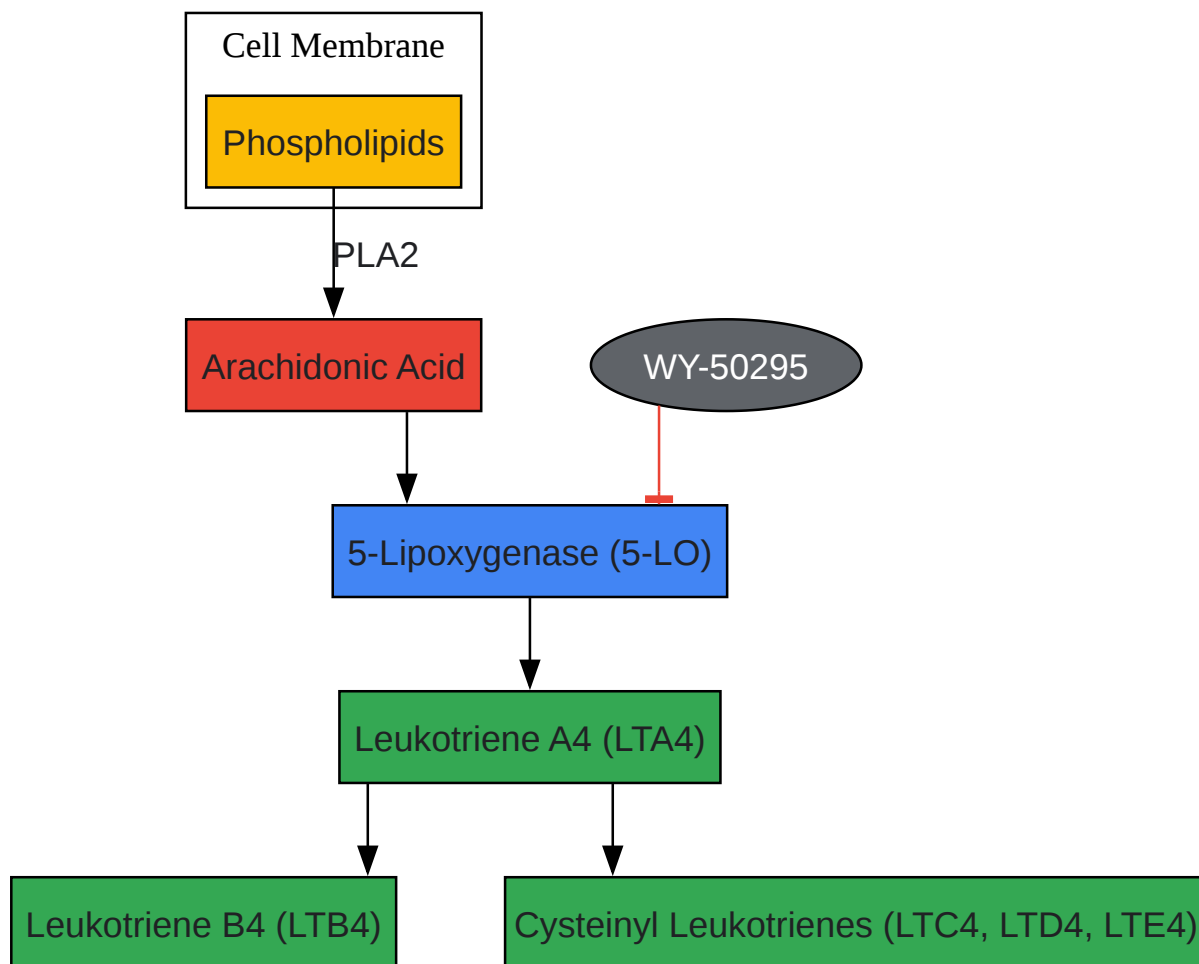 Cell Membrane
Phospholipids
PLA2
Arachidonic Acid
WY-50295
5-Lipoxygenase (5-LO)
Leukotriene A4 (LTA4)
Leukotriene B4 (LTB4)
Cysteinyl Leukotrienes (LTC4, LTD4, LTE4)